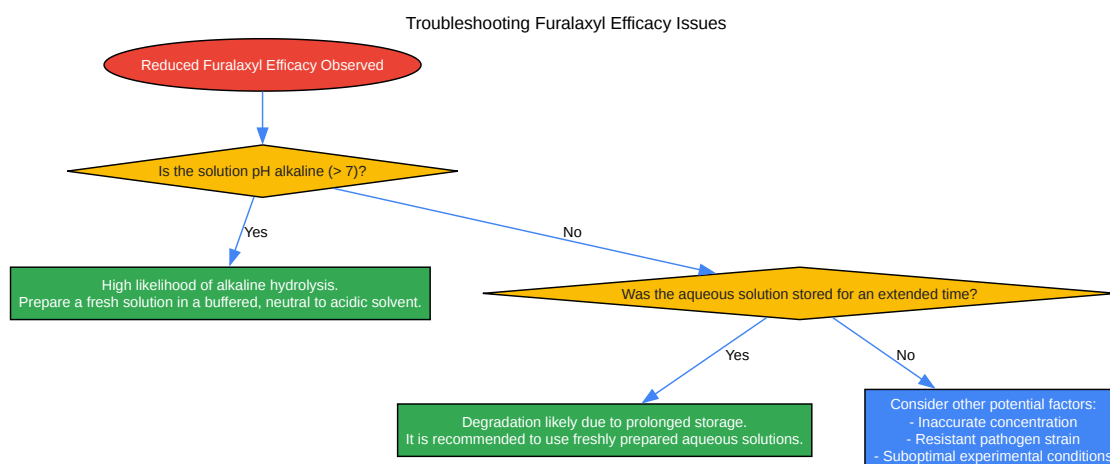 Troubleshooting Furalaxyl Efficacy Issues
Reduced Furalaxyl Efficacy Observed
Is the solution pH alkaline (> 7)?
Yes
No
High likelihood of alkaline hydrolysis.
Prepare a fresh solution in a buffered, neutral to acidic solvent.
Was the aqueous solution stored for an extended time?
Yes
No
Degradation likely due to prolonged storage.
It is recommended to use freshly prepared aqueous solutions.
Consider other potential factors:
- Inaccurate concentration
- Resistant pathogen strain
- Suboptimal experimental conditions